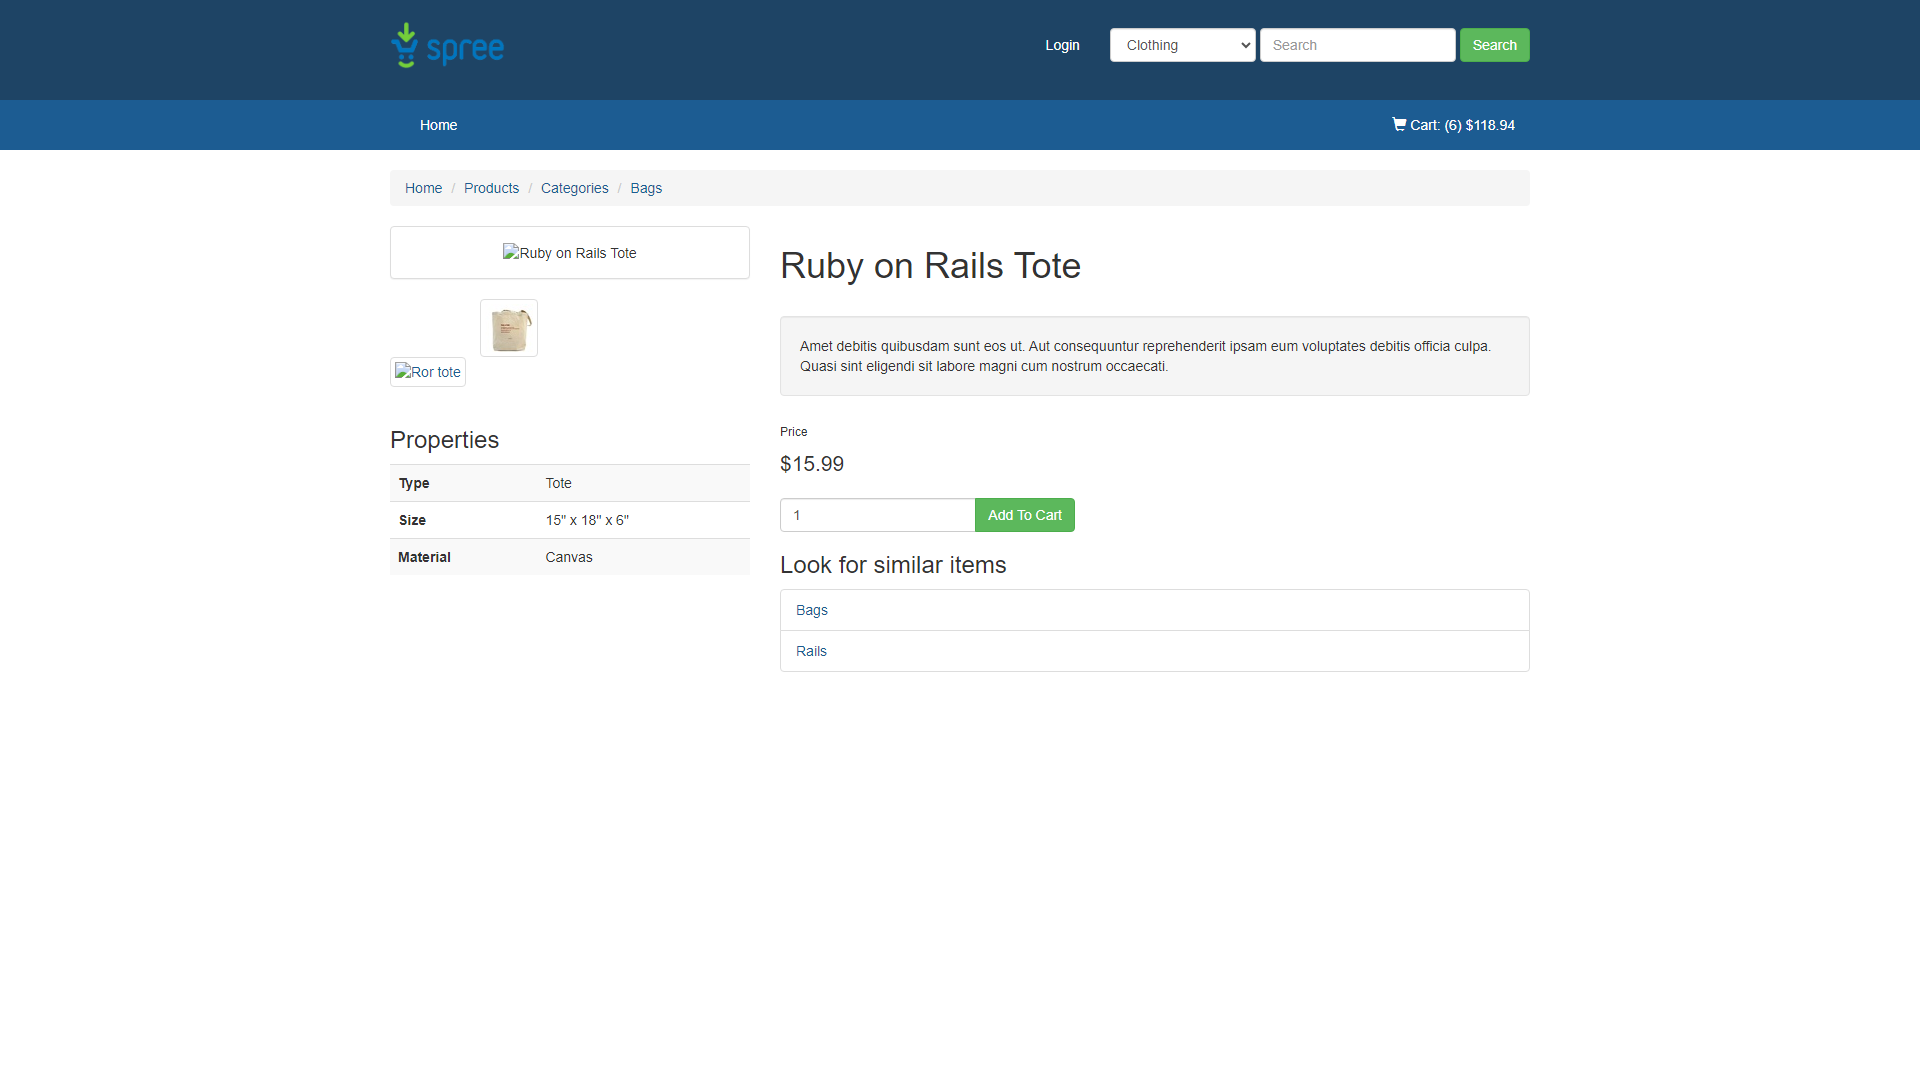 spree
Login
Clothing
Search
Search
Home
Cart: (6) $118.94
Home / Products / Categories / Bags
Ruby on Rails Tote
Ror tote
Properties
Type Tote
Size 15" x 18" x 6"
Material Canvas
Ruby on Rails Tote
Amet debitis quibusdam sunt eos ut. Aut consequuntur reprehenderit ipsam eum voluptates debitis officia culpa.
Quasi sint eligendi sit labore magni cum nostrum occaecati.
Price
$15.99
1
Add To Cart
Look for similar items
Bags
Rails